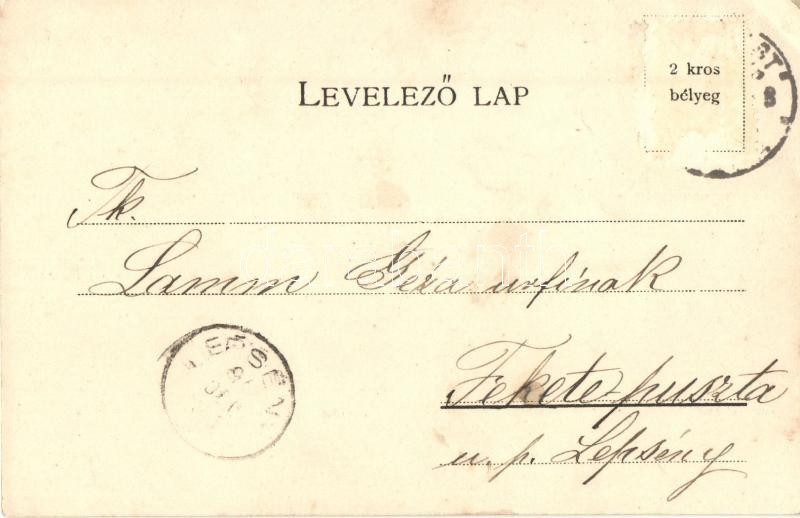 LEVELEZŐ LAP
2 kros
bélyeg
Tk.
Lamm Géza urfinak
Fekete-puszta
u. p. Lepsény
LEPSÉNY